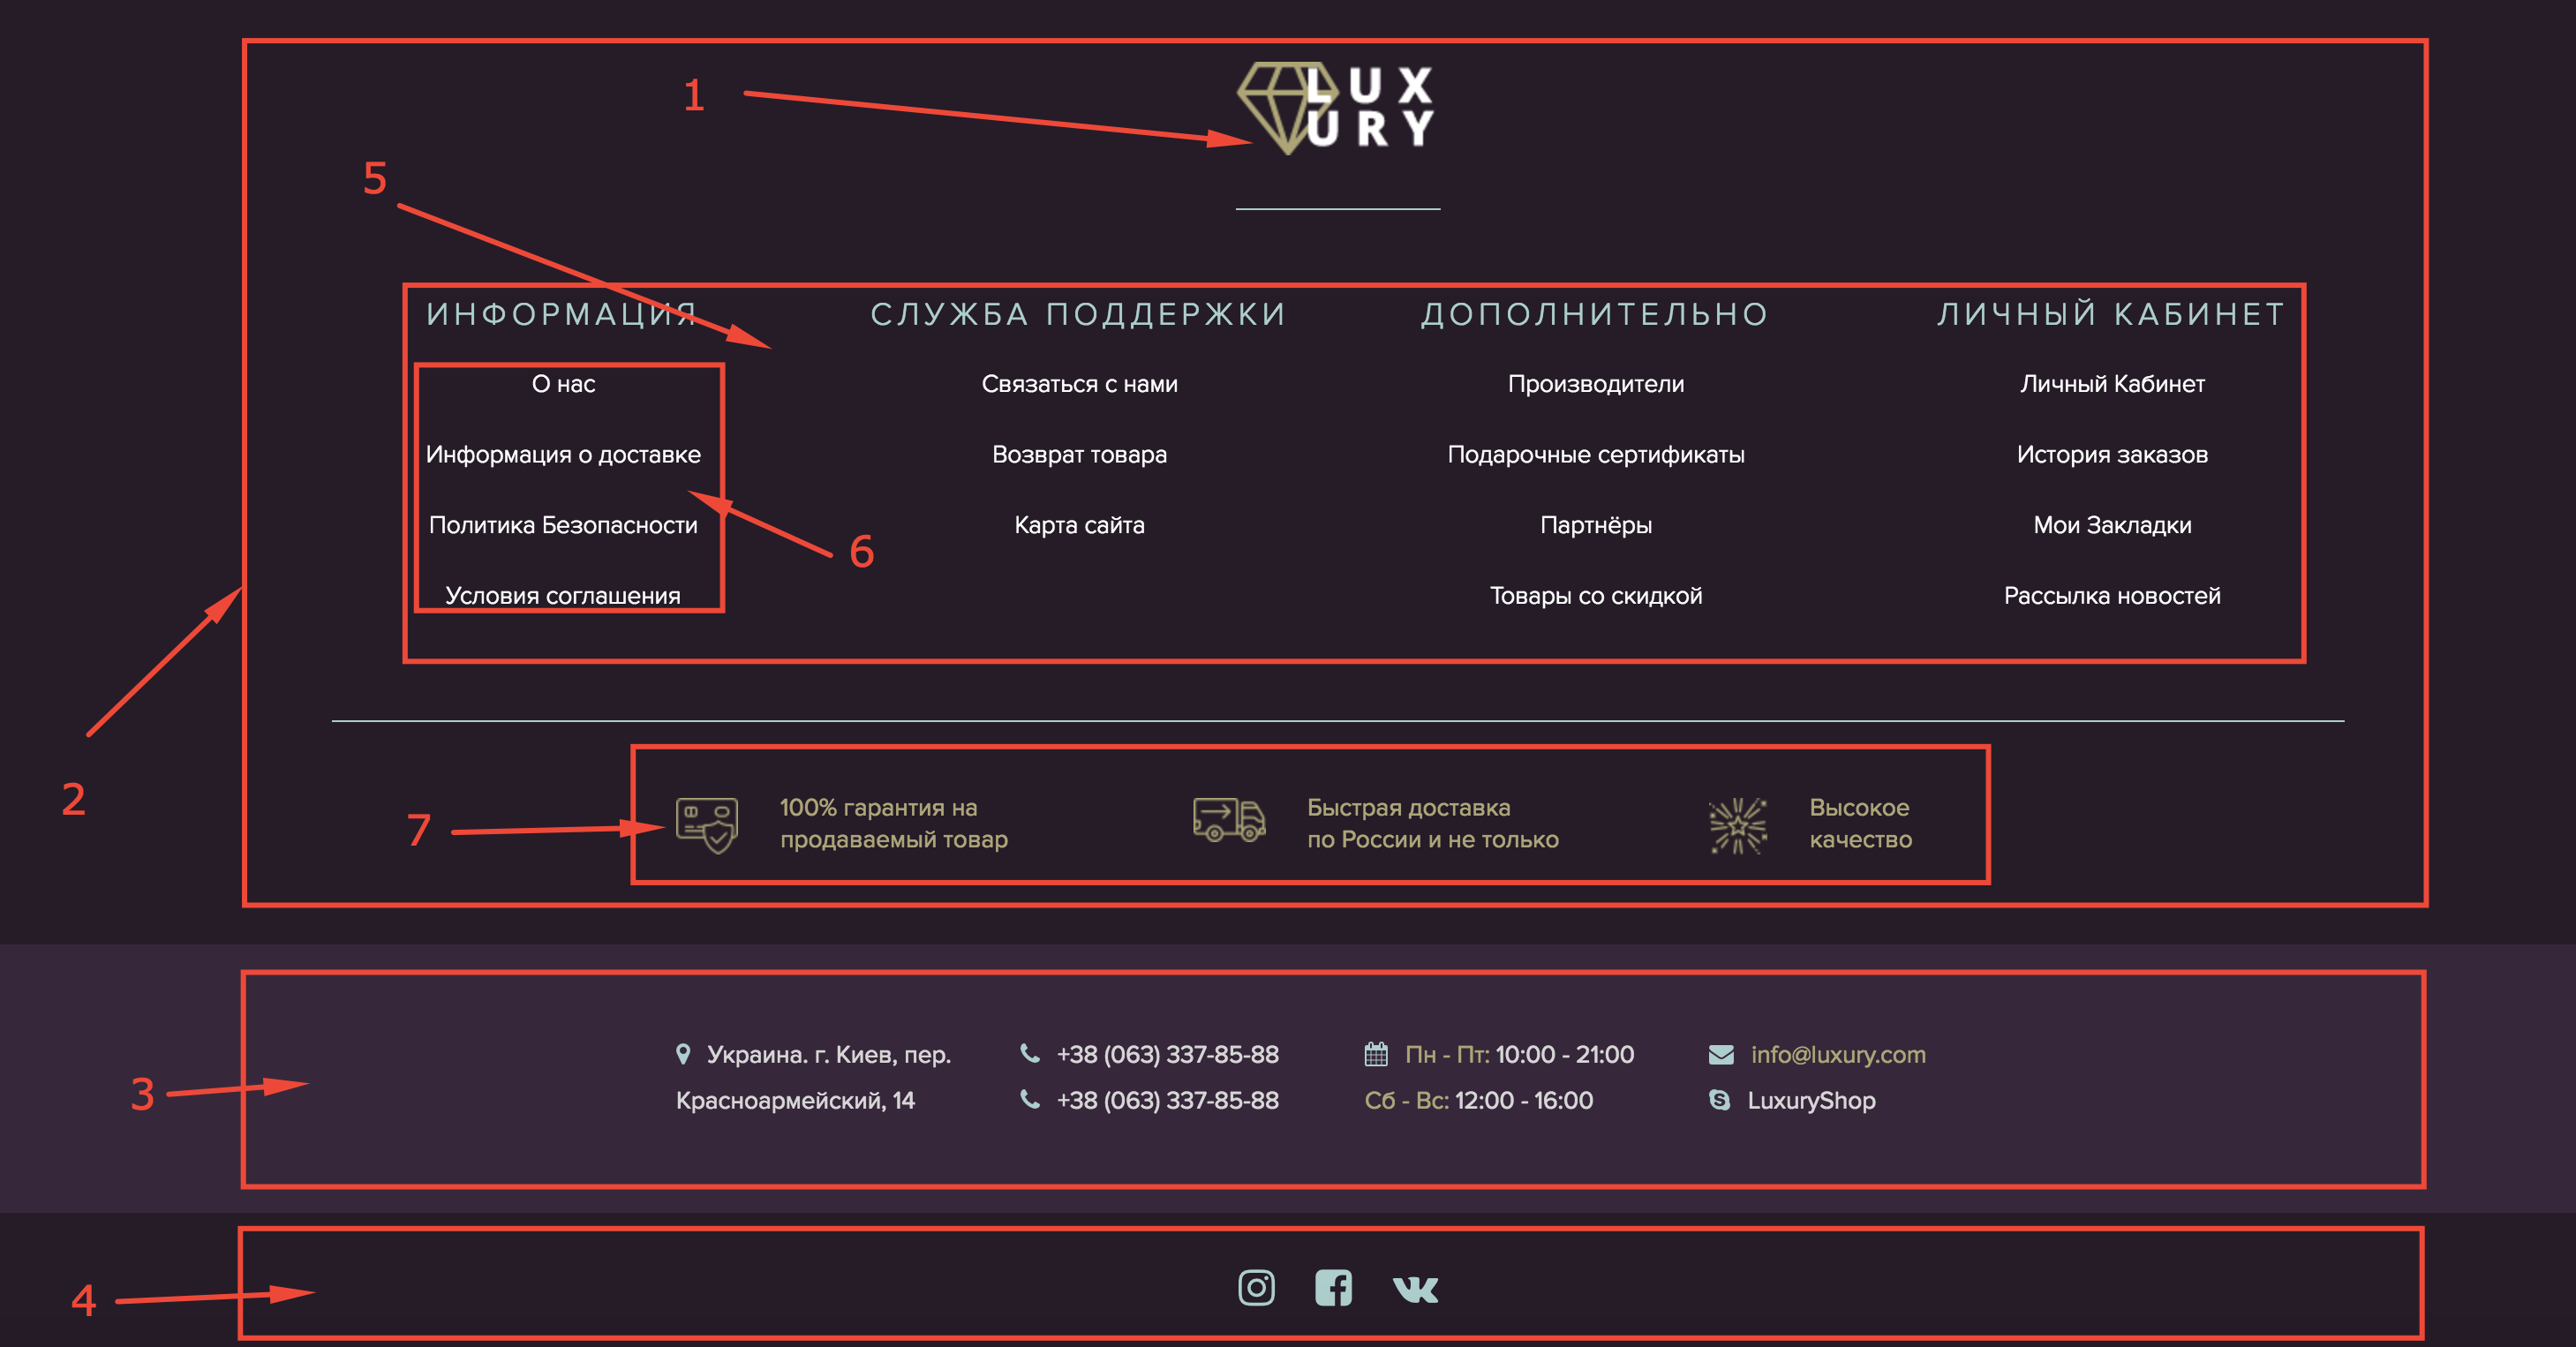 1
LUX
URY
5
ИНФОРМАЦИЯ
СЛУЖБА ПОДДЕРЖКИ
ДОПОЛНИТЕЛЬНО
ЛИЧНЫЙ КАБИНЕТ
О нас
Связаться с нами
Производители
Личный Кабинет
Информация о доставке
Возврат товара
Подарочные сертификаты
История заказов
Политика Безопасности
Карта сайта
Партнёры
Мои Закладки
6
Условия соглашения
Товары со скидкой
Рассылка новостей
2
7
100% гарантия на
продаваемый товар
Быстрая доставка
по России и не только
Высокое
качество
3
Украина. г. Киев, пер.
Красноармейский, 14
+38 (063) 337-85-88
+38 (063) 337-85-88
Пн - Пт: 10:00 - 21:00
Сб - Вс: 12:00 - 16:00
info@luxury.com
LuxuryShop
4